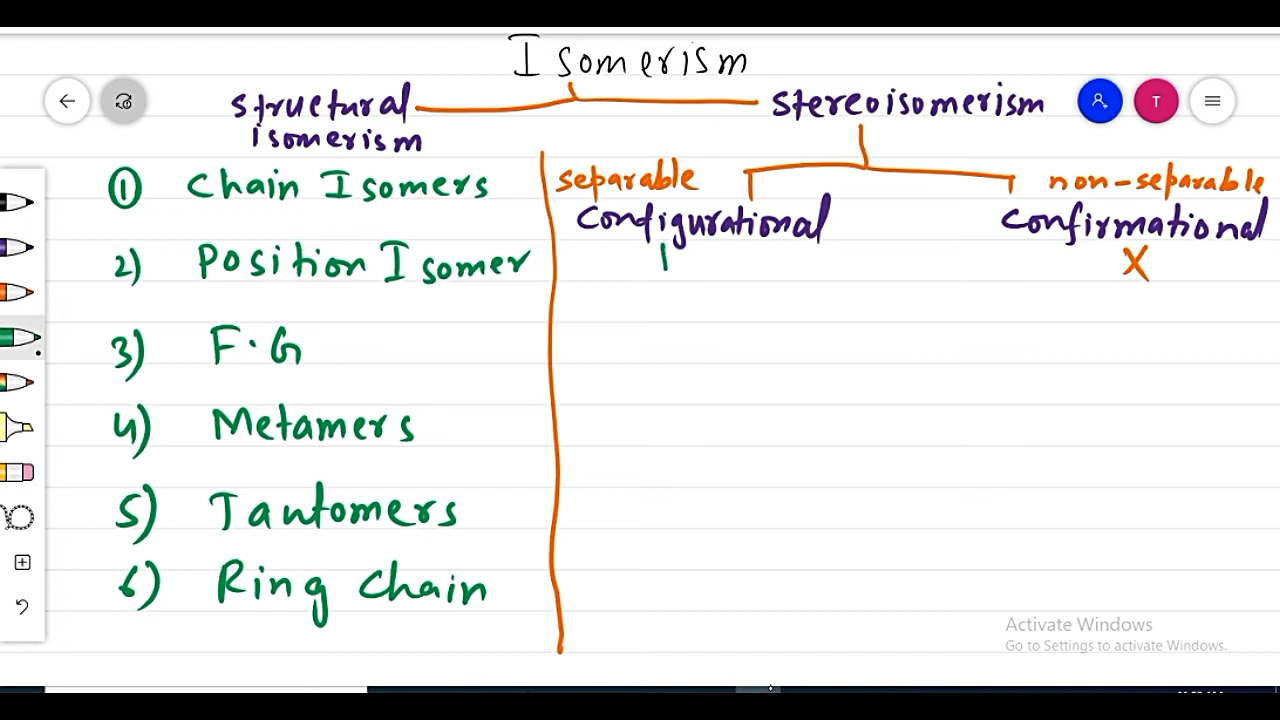 Isomerism
structural
isomerism
stereoisomerism
T
① Chain Isomers
2) Position Isomer
3) F.G
4) Metamers
5) Tautomers
6) Ring Chain
separable
configurational
non-separable
confirmational
X
Activate Windows
Go to Settings to activate Windows.